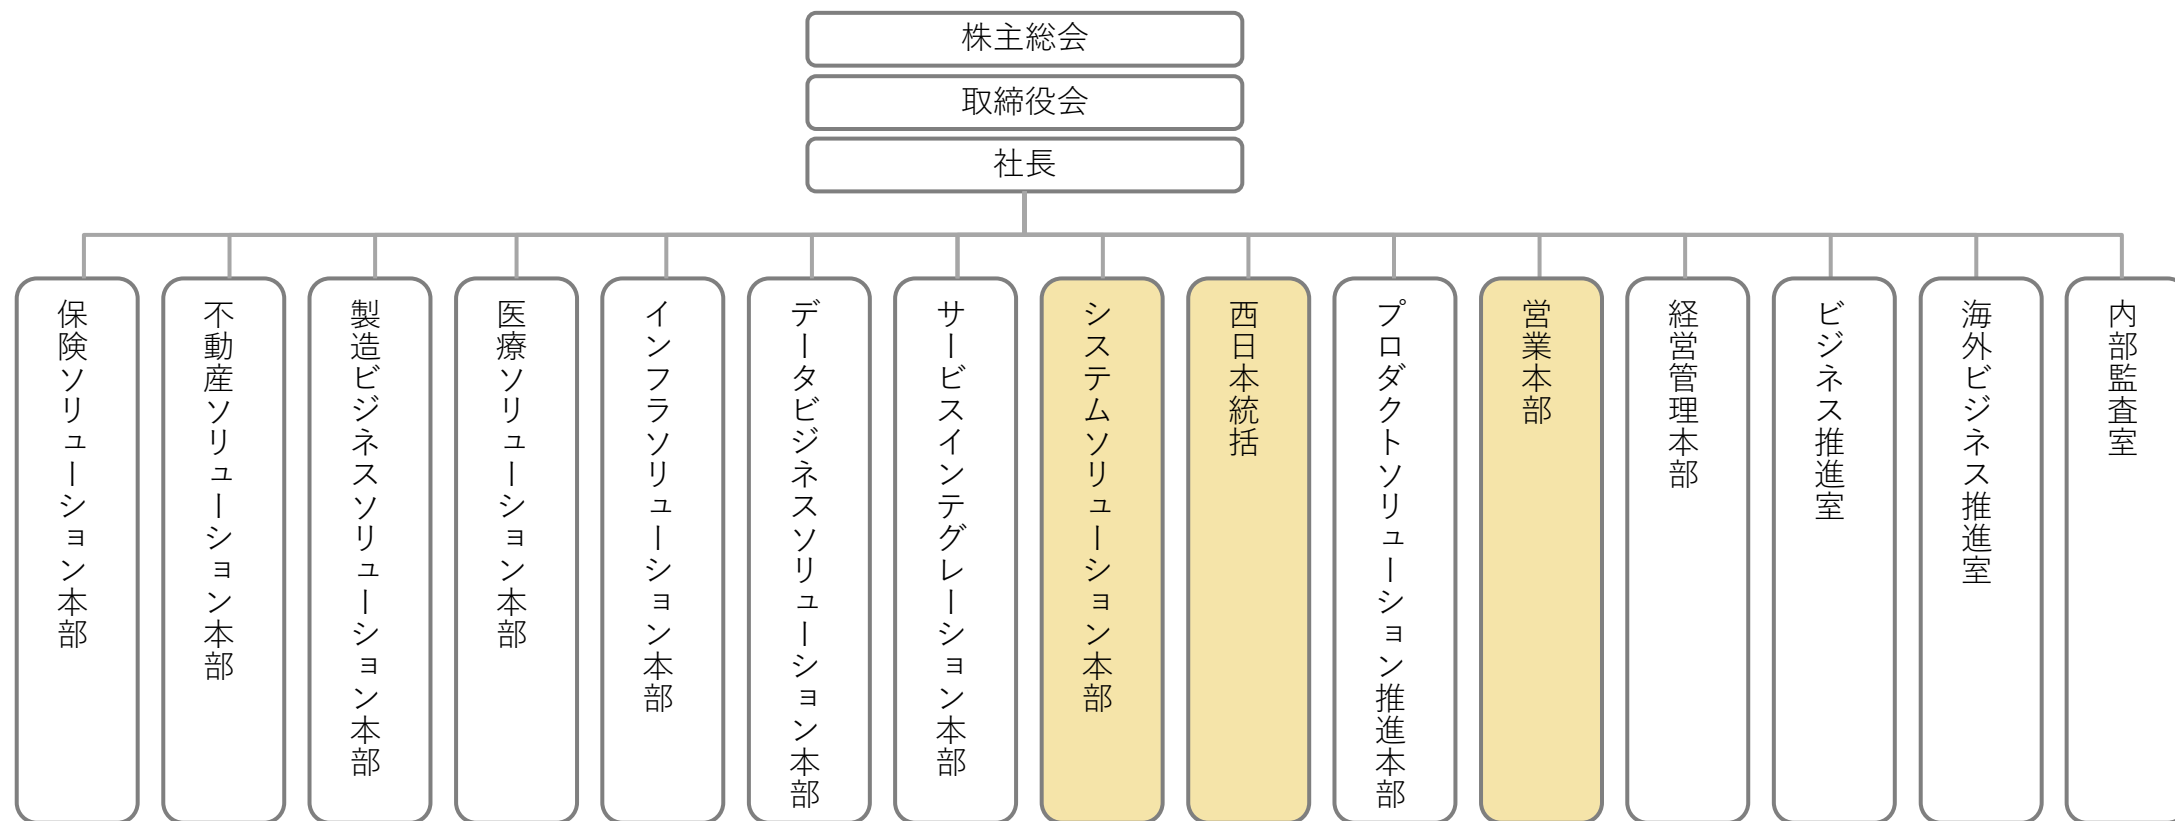 株主総会
取締役会
社長
保険ソリューション本部
不動産ソリューション本部
製造ビジネスソリューション本部
医療ソリューション本部
インフラソリューション本部
データビジネスソリューション本部
サービスインテグレーション本部
システムソリューション本部
西日本統括
プロダクトソリューション推進本部
営業本部
経営管理本部
ビジネス推進室
海外ビジネス推進室
内部監査室